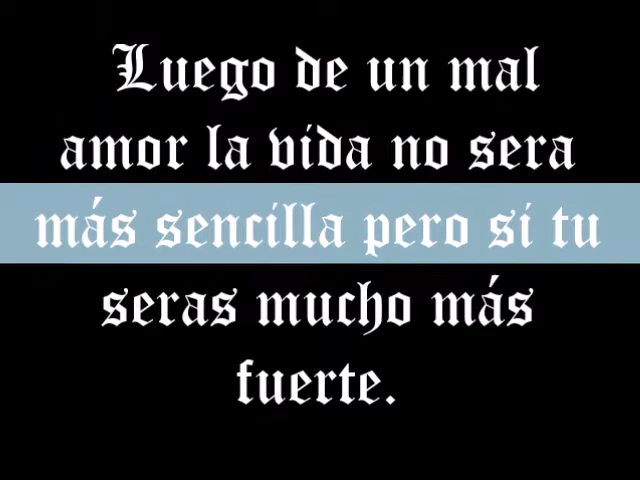 Luego de un mal
amor la vida no sera
más sencilla pero si tu
seras mucho más
fuerte.